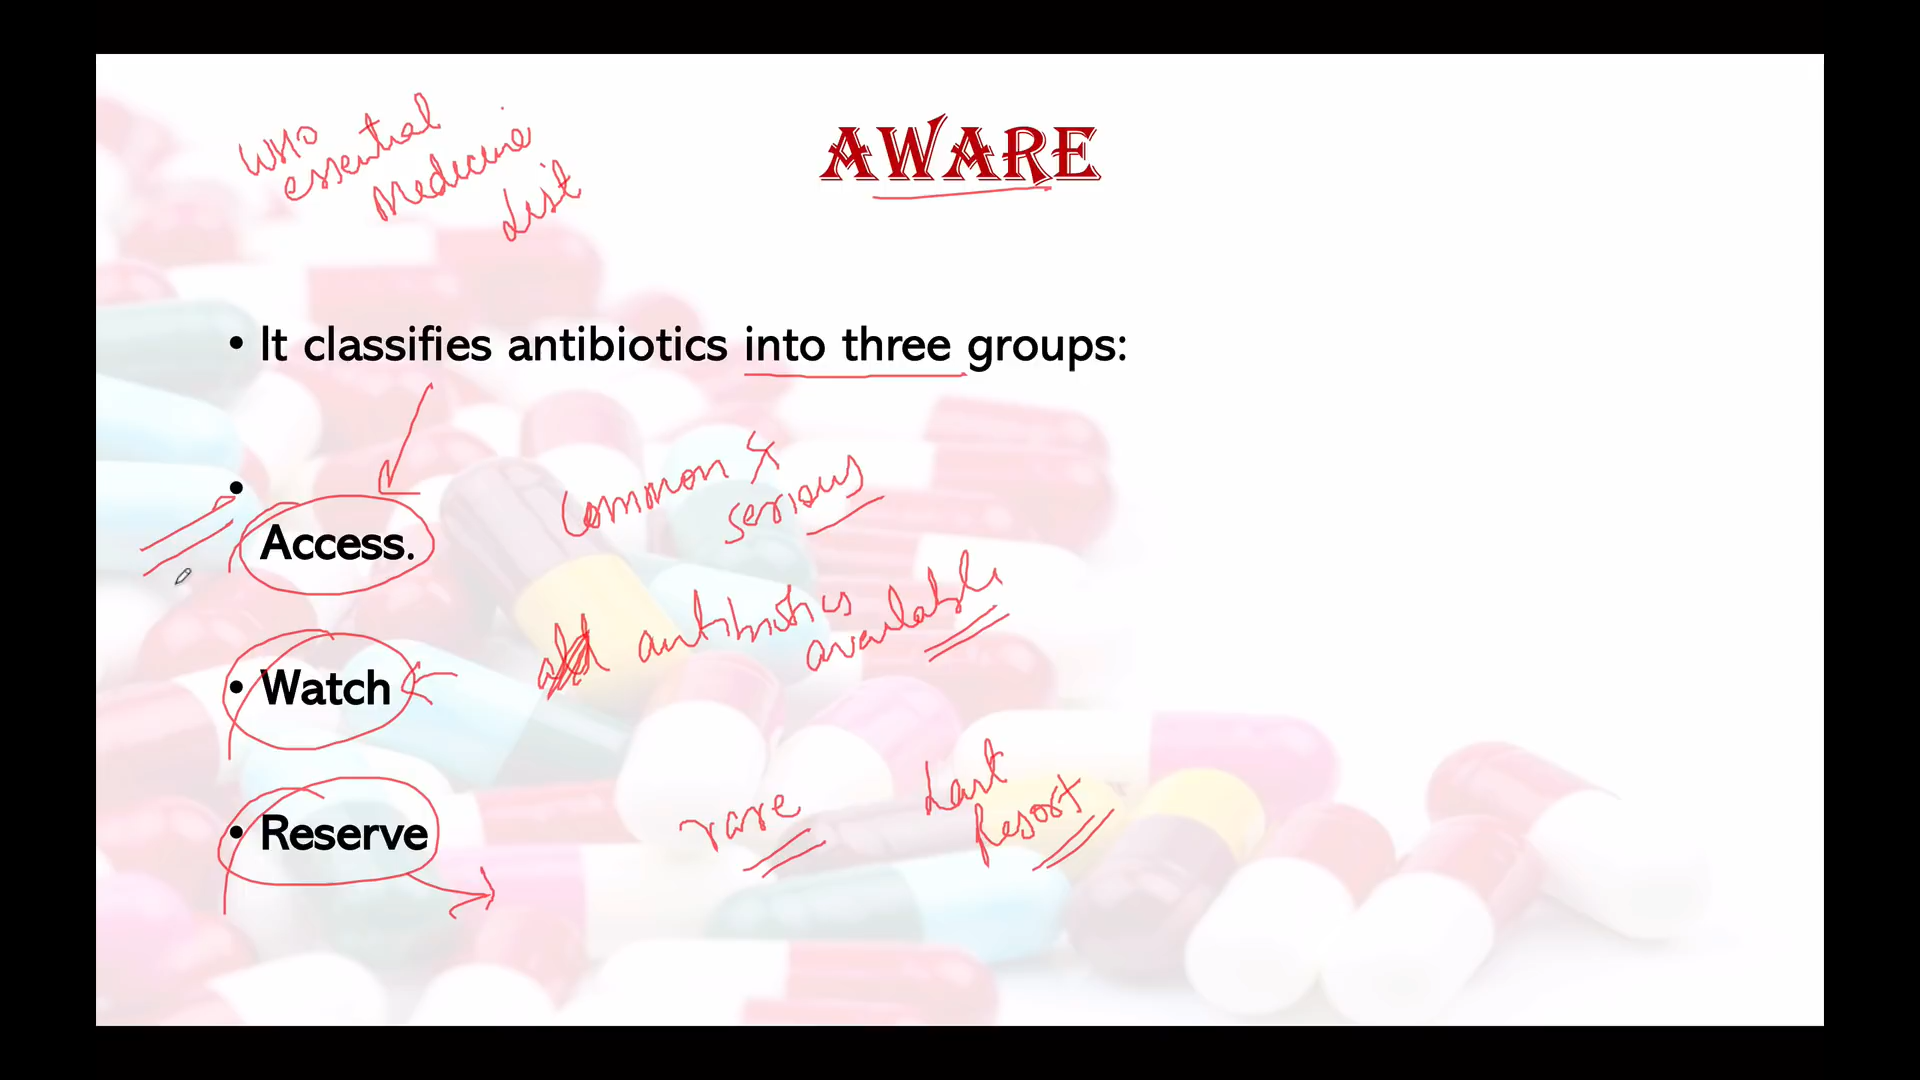 WHO
essential
Medicine
List
AWARE
• It classifies antibiotics into three groups:
•
Access.
common &
serious
• Watch
antibiotics
available
• Reserve
rare
Last
Resort